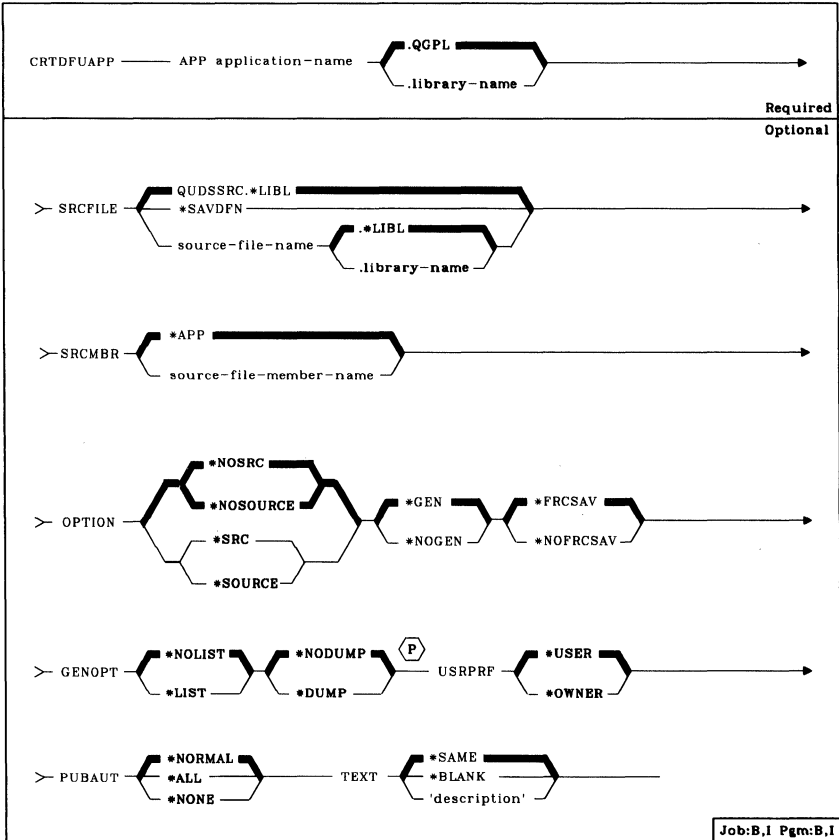 .QGPL
CRTDFUAPP APP application-name
.library-name
Required
Optional
QUDSSRC.*LIBL
SRCFILE *SAVDFN
source-file-name .*LIBL
.library-name
*APP
SRCMBR
source-file-member-name
*NOSRC
*NOSOURCE *GEN *FRCSAV
OPTION
*SRC *NOGEN *NOFRCSAV
*SOURCE
*NOLIST *NODUMP P *USER
GENOPT USRPRF
*LIST *DUMP *OWNER
*NORMAL *SAME
PUBAUT *ALL TEXT *BLANK
*NONE 'description'
Job:B,I Pgm:B,I